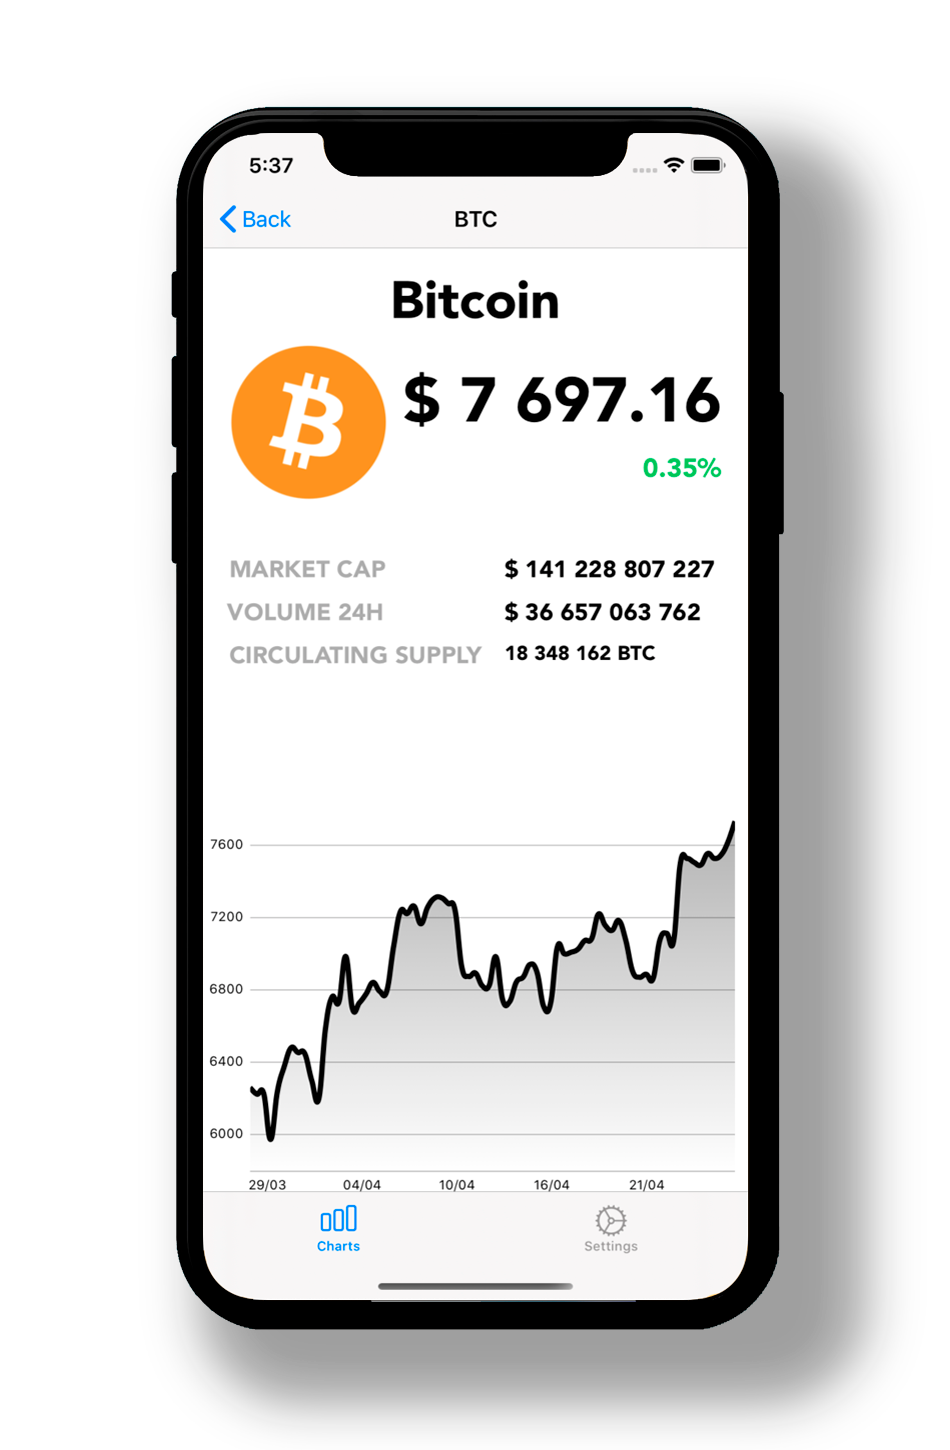 5:37
Back BTC
Bitcoin
$ 7 697.16
0.35%
MARKET CAP $ 141 228 807 227
VOLUME 24H $ 36 657 063 762
CIRCULATING SUPPLY 18 348 162 BTC
7600
7200
6800
6400
6000
29/03 04/04 10/04 16/04 21/04
Charts Settings